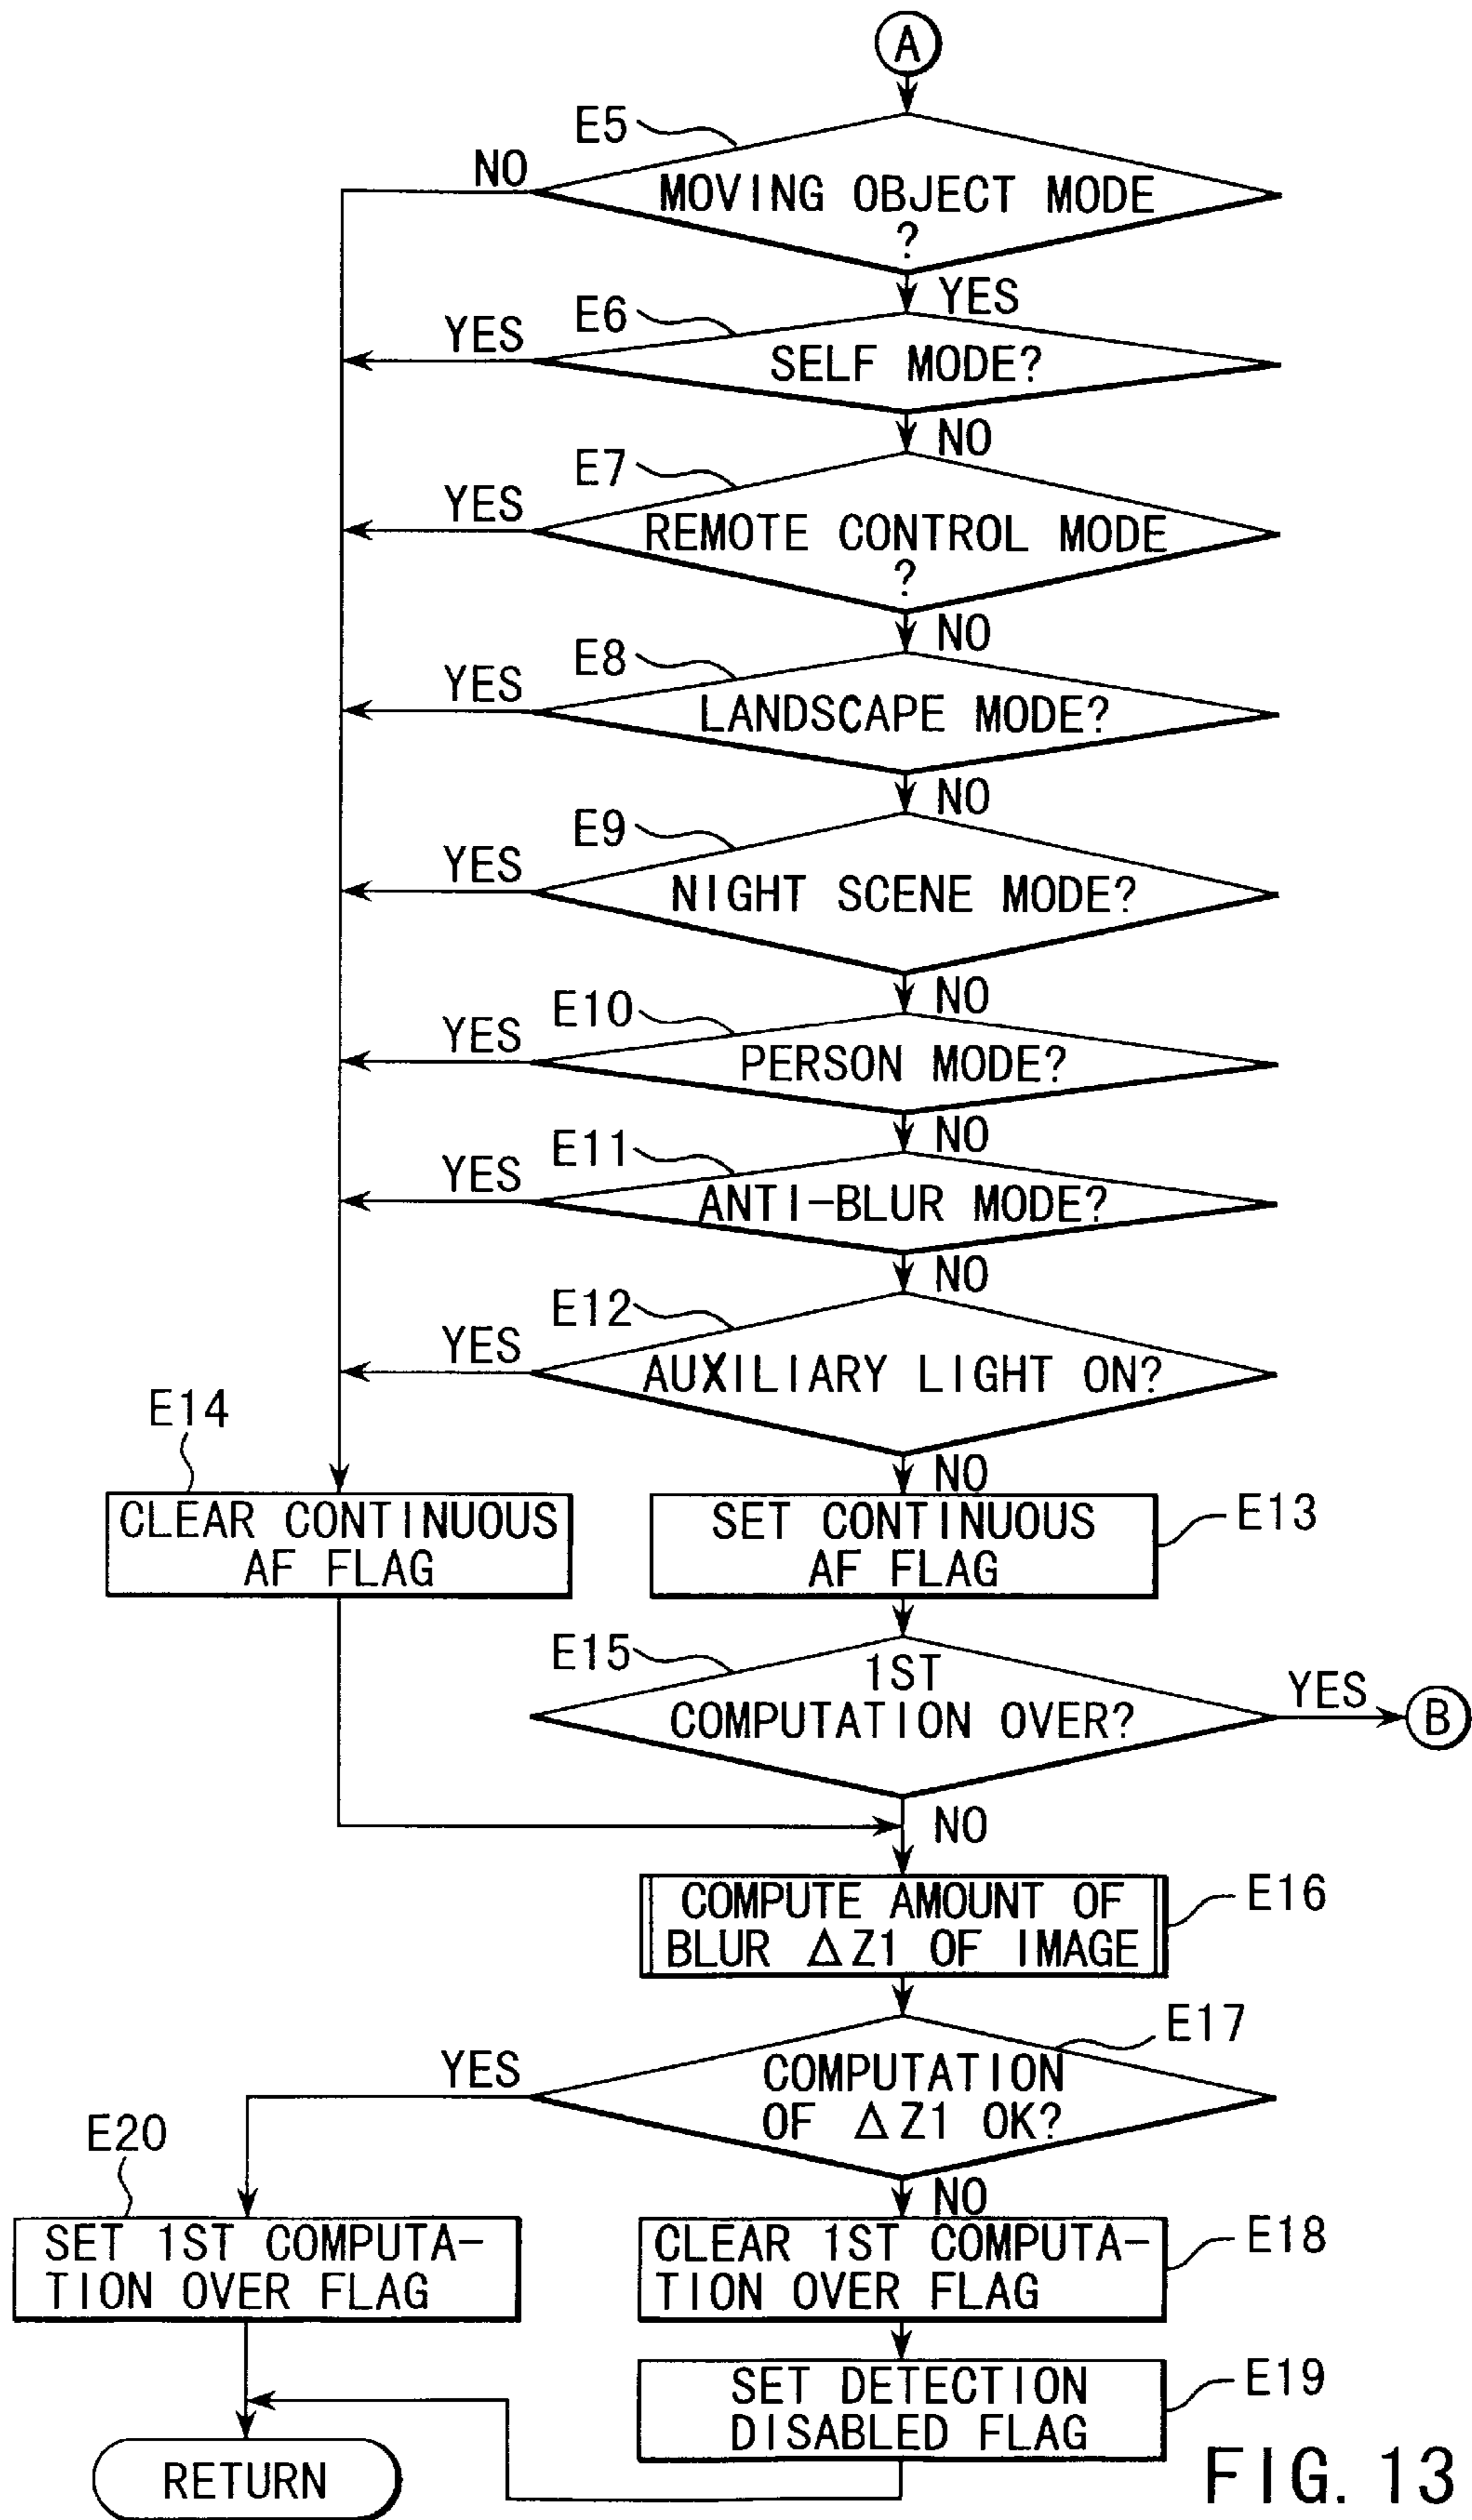 A
E5
NO
MOVING OBJECT MODE
?
YES
E6
YES
SELF MODE?
NO
E7
YES
REMOTE CONTROL MODE
?
NO
E8
YES
LANDSCAPE MODE?
NO
E9
YES
NIGHT SCENE MODE?
NO
E10
YES
PERSON MODE?
NO
E11
YES
ANTI-BLUR MODE?
NO
E12
YES
AUXILIARY LIGHT ON?
NO
E14
CLEAR CONTINUOUS
AF FLAG
SET CONTINUOUS
AF FLAG
E13
E15
1ST
COMPUTATION OVER?
YES
B
NO
COMPUTE AMOUNT OF
BLUR ΔZ1 OF IMAGE
E16
E17
YES
COMPUTATION
OF ΔZ1 OK?
NO
E20
SET 1ST COMPUTA-
TION OVER FLAG
CLEAR 1ST COMPUTA-
TION OVER FLAG
E18
SET DETECTION
DISABLED FLAG
E19
RETURN
FIG. 13